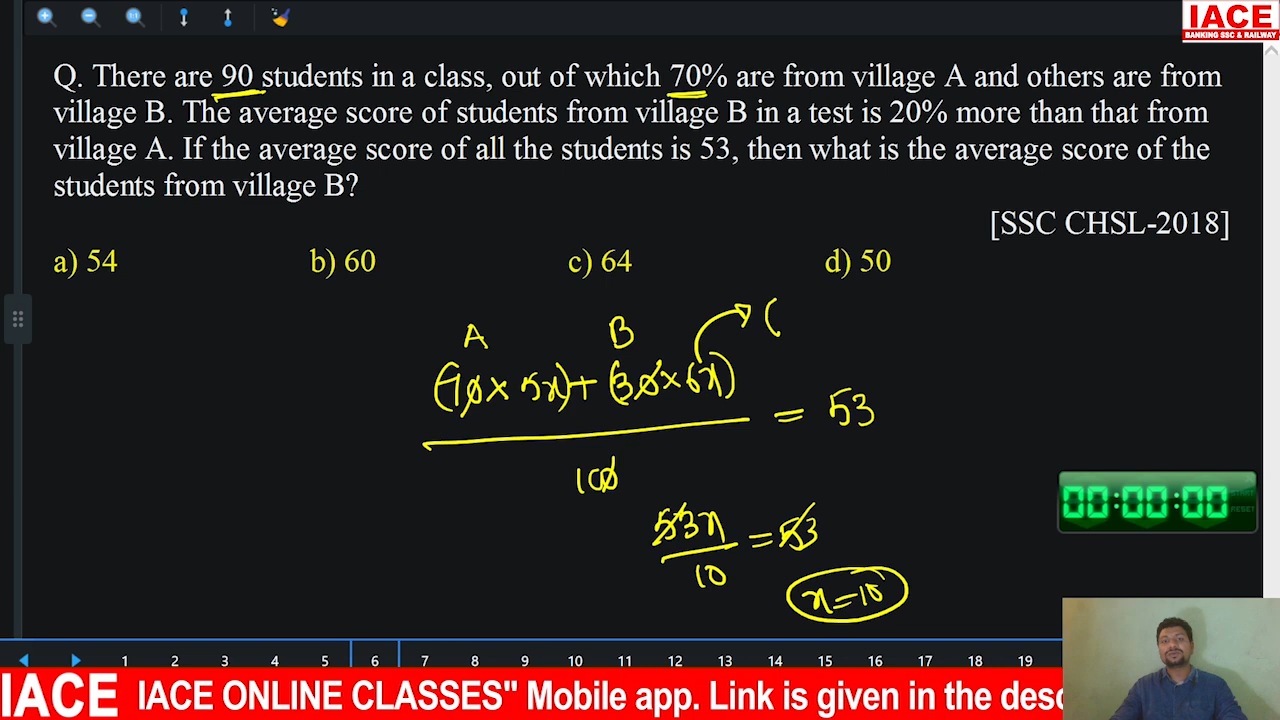 IACE
BANKING SSC & RAILWAY
Q. There are 90 students in a class, out of which 70% are from village A and others are from
village B. The average score of students from village B in a test is 20% more than that from
village A. If the average score of all the students is 53, then what is the average score of the
students from village B?
[SSC CHSL-2018]
a) 54 b) 60 c) 64 d) 50
A B
(70 × 5x) + (30 × 6x) → (
= 53
100
53x = 53
10
x = 10
00:00:00
START
RESET
1 2 3 4 5 6 7 8 9 10 11 12 13 14 15 16 17 18 19
IACE IACE ONLINE CLASSES" Mobile app. Link is given in the desc